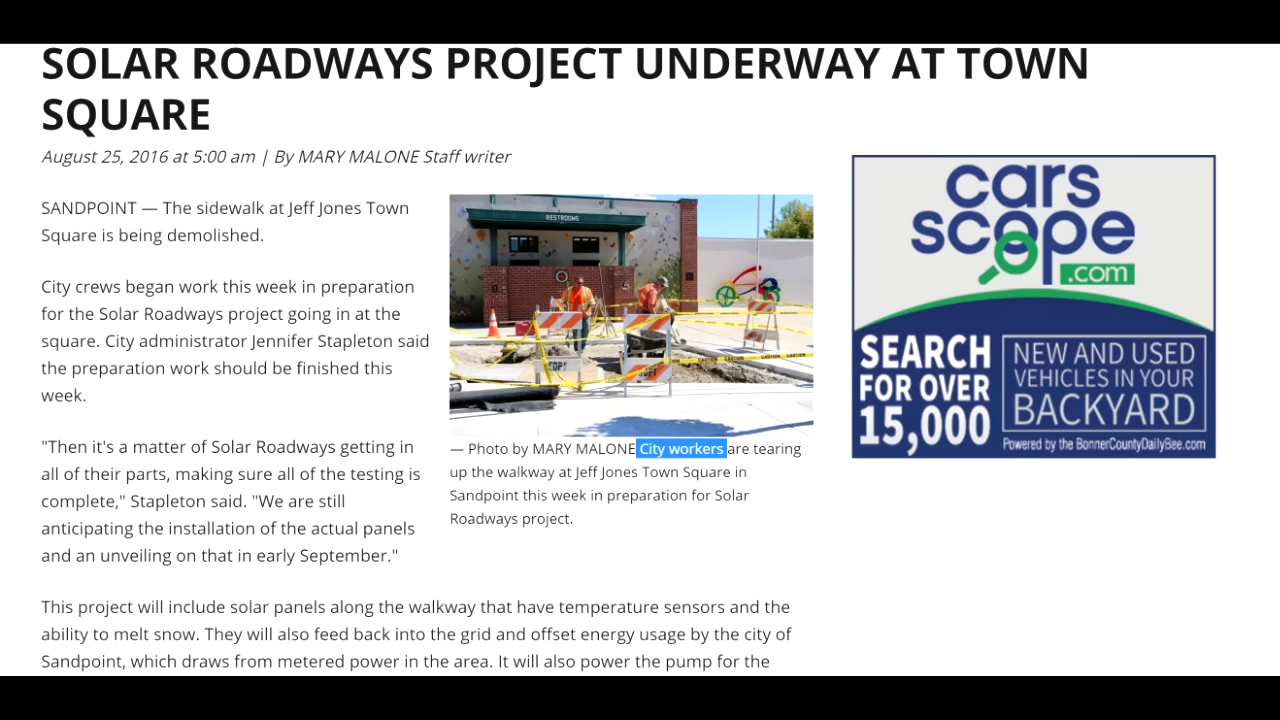 SOLAR ROADWAYS PROJECT UNDERWAY AT TOWN
SQUARE
August 25, 2016 at 5:00 am | By MARY MALONE Staff writer
SANDPOINT — The sidewalk at Jeff Jones Town
Square is being demolished.
City crews began work this week in preparation
for the Solar Roadways project going in at the
square. City administrator Jennifer Stapleton said
the preparation work should be finished this
week.
"Then it's a matter of Solar Roadways getting in
all of their parts, making sure all of the testing is
complete," Stapleton said. "We are still
anticipating the installation of the actual panels
and an unveiling on that in early September."
This project will include solar panels along the walkway that have temperature sensors and the
ability to melt snow. They will also feed back into the grid and offset energy usage by the city of
Sandpoint, which draws from metered power in the area. It will also power the pump for the
RESTROOMS
— Photo by MARY MALONE City workers are tearing
up the walkway at Jeff Jones Town Square in
Sandpoint this week in preparation for Solar
Roadways project.
cars
scope
.com
SEARCH
FOR OVER
15,000
NEW AND USED
VEHICLES IN YOUR
BACKYARD
Powered by the BonnerCountyDailyBee.com